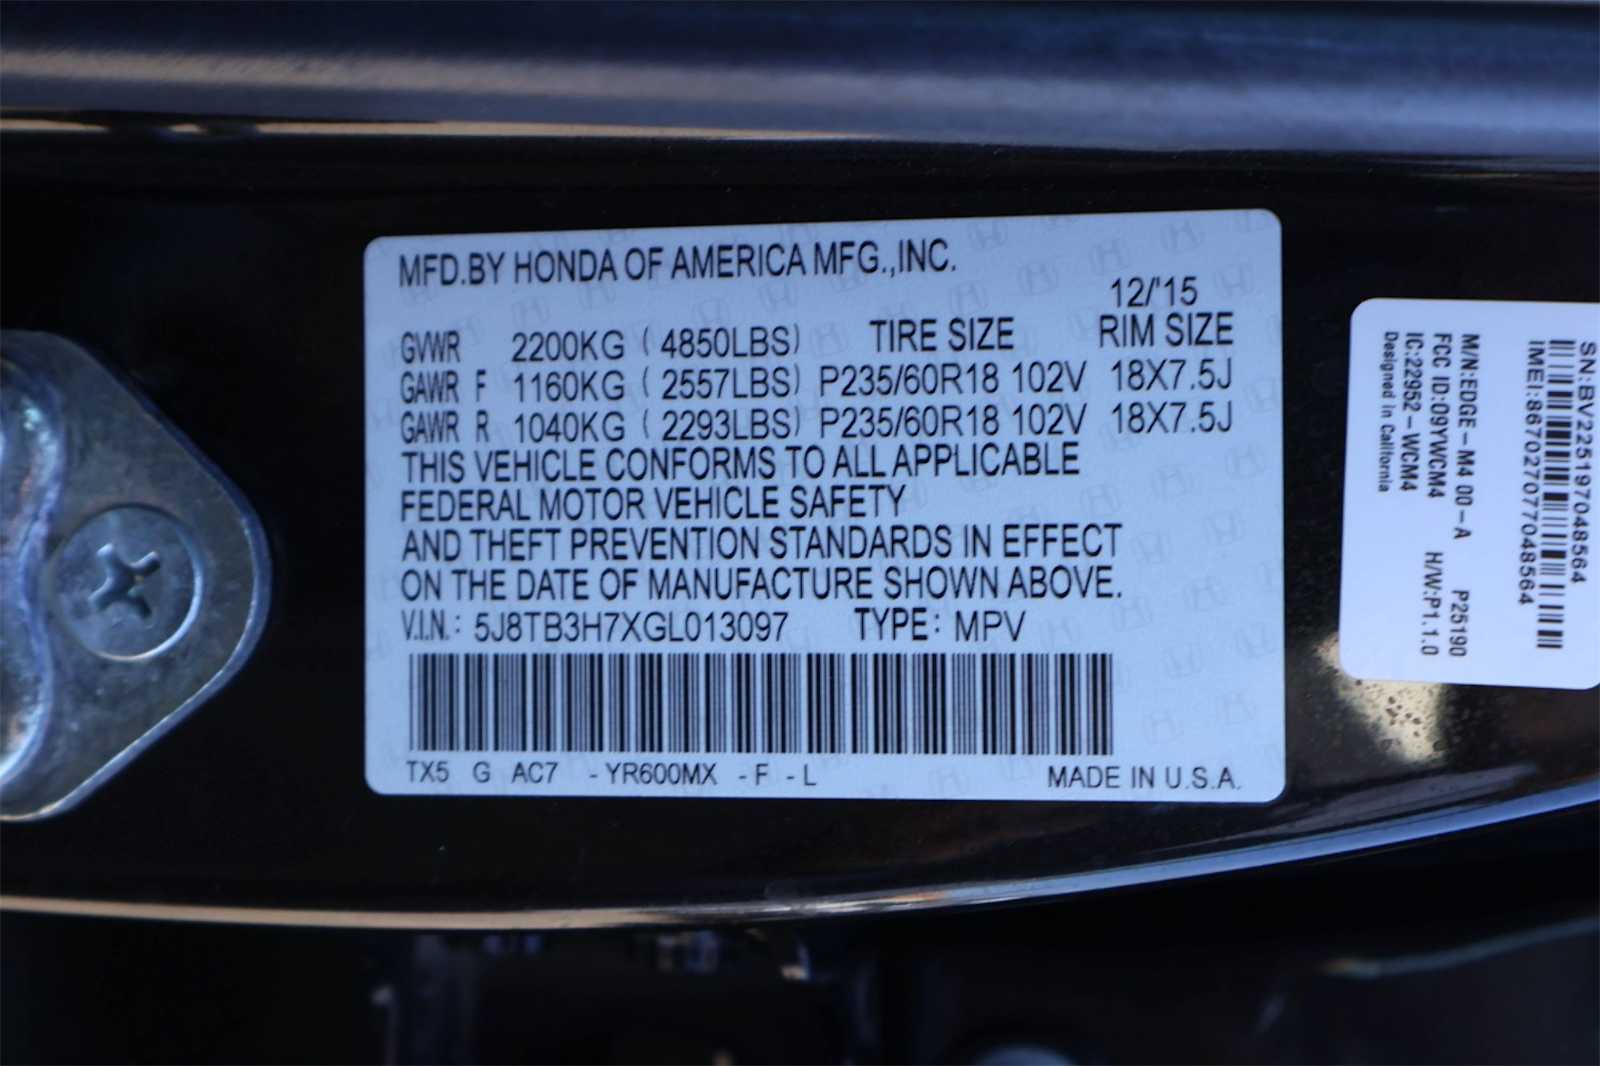 MFD.BY HONDA OF AMERICA MFG.,INC.
12/'15
GVWR 2200KG ( 4850LBS) TIRE SIZE RIM SIZE
GAWR F 1160KG ( 2557LBS) P235/60R18 102V 18X7.5J
GAWR R 1040KG ( 2293LBS) P235/60R18 102V 18X7.5J
THIS VEHICLE CONFORMS TO ALL APPLICABLE
FEDERAL MOTOR VEHICLE SAFETY
AND THEFT PREVENTION STANDARDS IN EFFECT
ON THE DATE OF MANUFACTURE SHOWN ABOVE.
V.I.N.: 5J8TB3H7XGL013097 TYPE: MPV
TX5 G AC7 -YR600MX -F -L MADE IN U.S.A.
SN:BV225197048564
IMEI:867027077048564
M/N:EDGE-M4 00-A P25190
FCC ID:09YWCM4 H/W:P1.1.0
IC:22952-WCM4
Designed in California